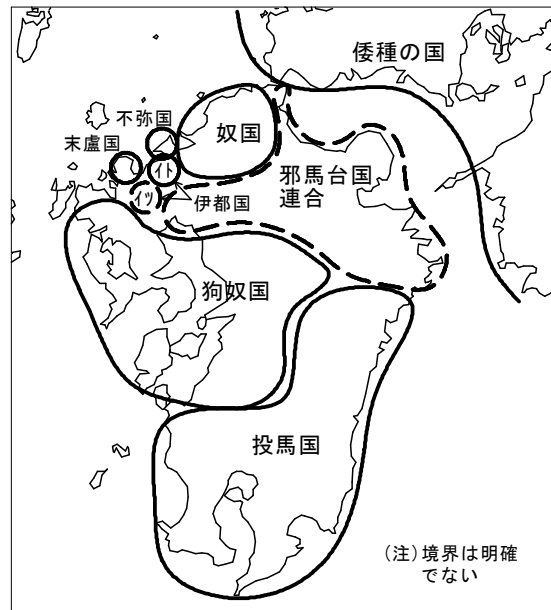 倭種の国
不弥国
奴国
末盧国
ｲﾄ
邪馬台国
連合
ｲﾂ
伊都国
狗奴国
投馬国
(注)境界は明確
でない